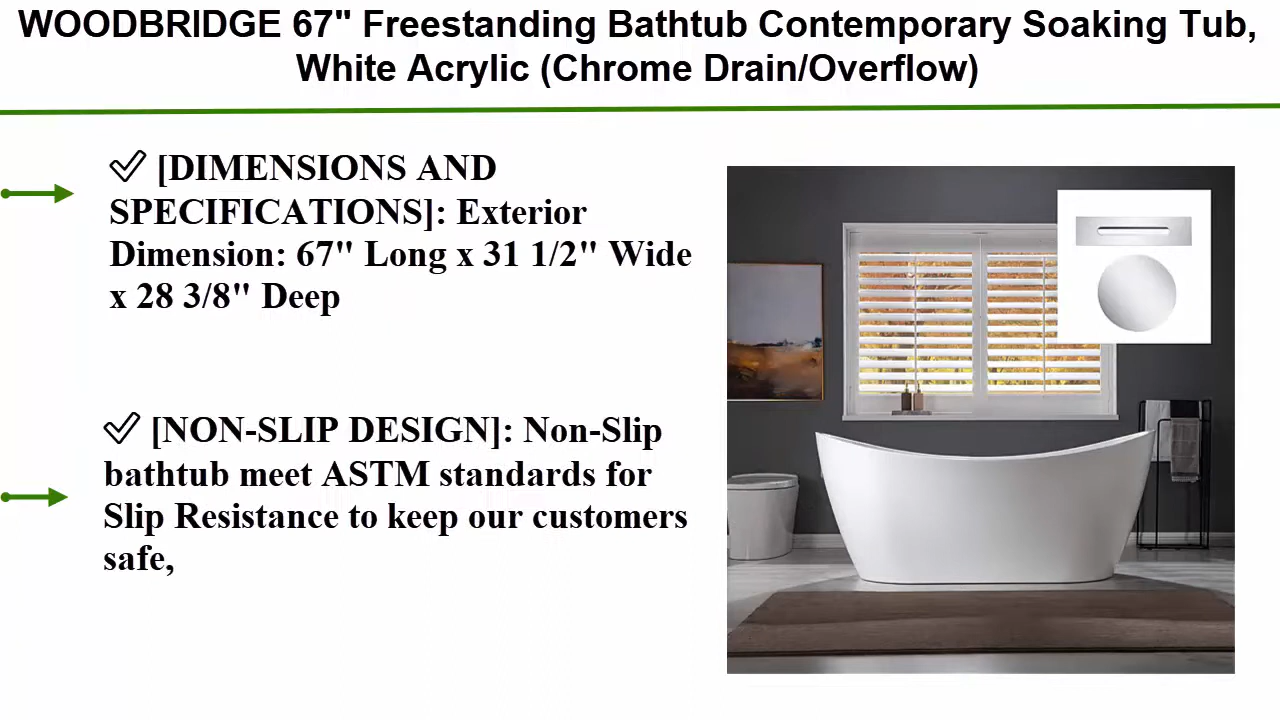 WOODBRIDGE 67" Freestanding Bathtub Contemporary Soaking Tub,
White Acrylic (Chrome Drain/Overflow)
✅ [DIMENSIONS AND
SPECIFICATIONS]: Exterior
Dimension: 67" Long x 31 1/2" Wide
x 28 3/8" Deep
✅ [NON-SLIP DESIGN]: Non-Slip
bathtub meet ASTM standards for
Slip Resistance to keep our customers
safe,